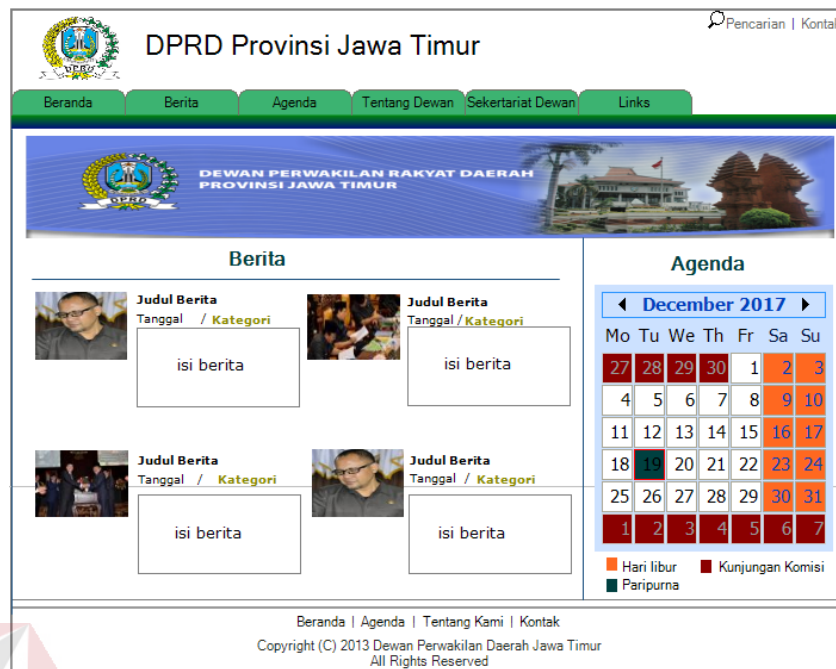 Pencarian | Kontak
DPRD Provinsi Jawa Timur
DPRD
Beranda Berita Agenda Tentang Dewan Sekertariat Dewan Links
DEWAN PERWAKILAN RAKYAT DAERAH
PROVINSI JAWA TIMUR
DPRD
Berita
Judul Berita
Tanggal / Kategori
isi berita
Judul Berita
Tanggal / Kategori
isi berita
Judul Berita
Tanggal / Kategori
isi berita
Judul Berita
Tanggal / Kategori
isi berita
Agenda
December 2017
Mo Tu We Th Fr Sa Su
27 28 29 30 1 2 3
4 5 6 7 8 9 10
11 12 13 14 15 16 17
18 19 20 21 22 23 24
25 26 27 28 29 30 31
1 2 3 4 5 6 7
Hari libur Kunjungan Komisi
Paripurna
Beranda | Agenda | Tentang Kami | Kontak
Copyright (C) 2013 Dewan Perwakilan Daerah Jawa Timur
All Rights Reserved